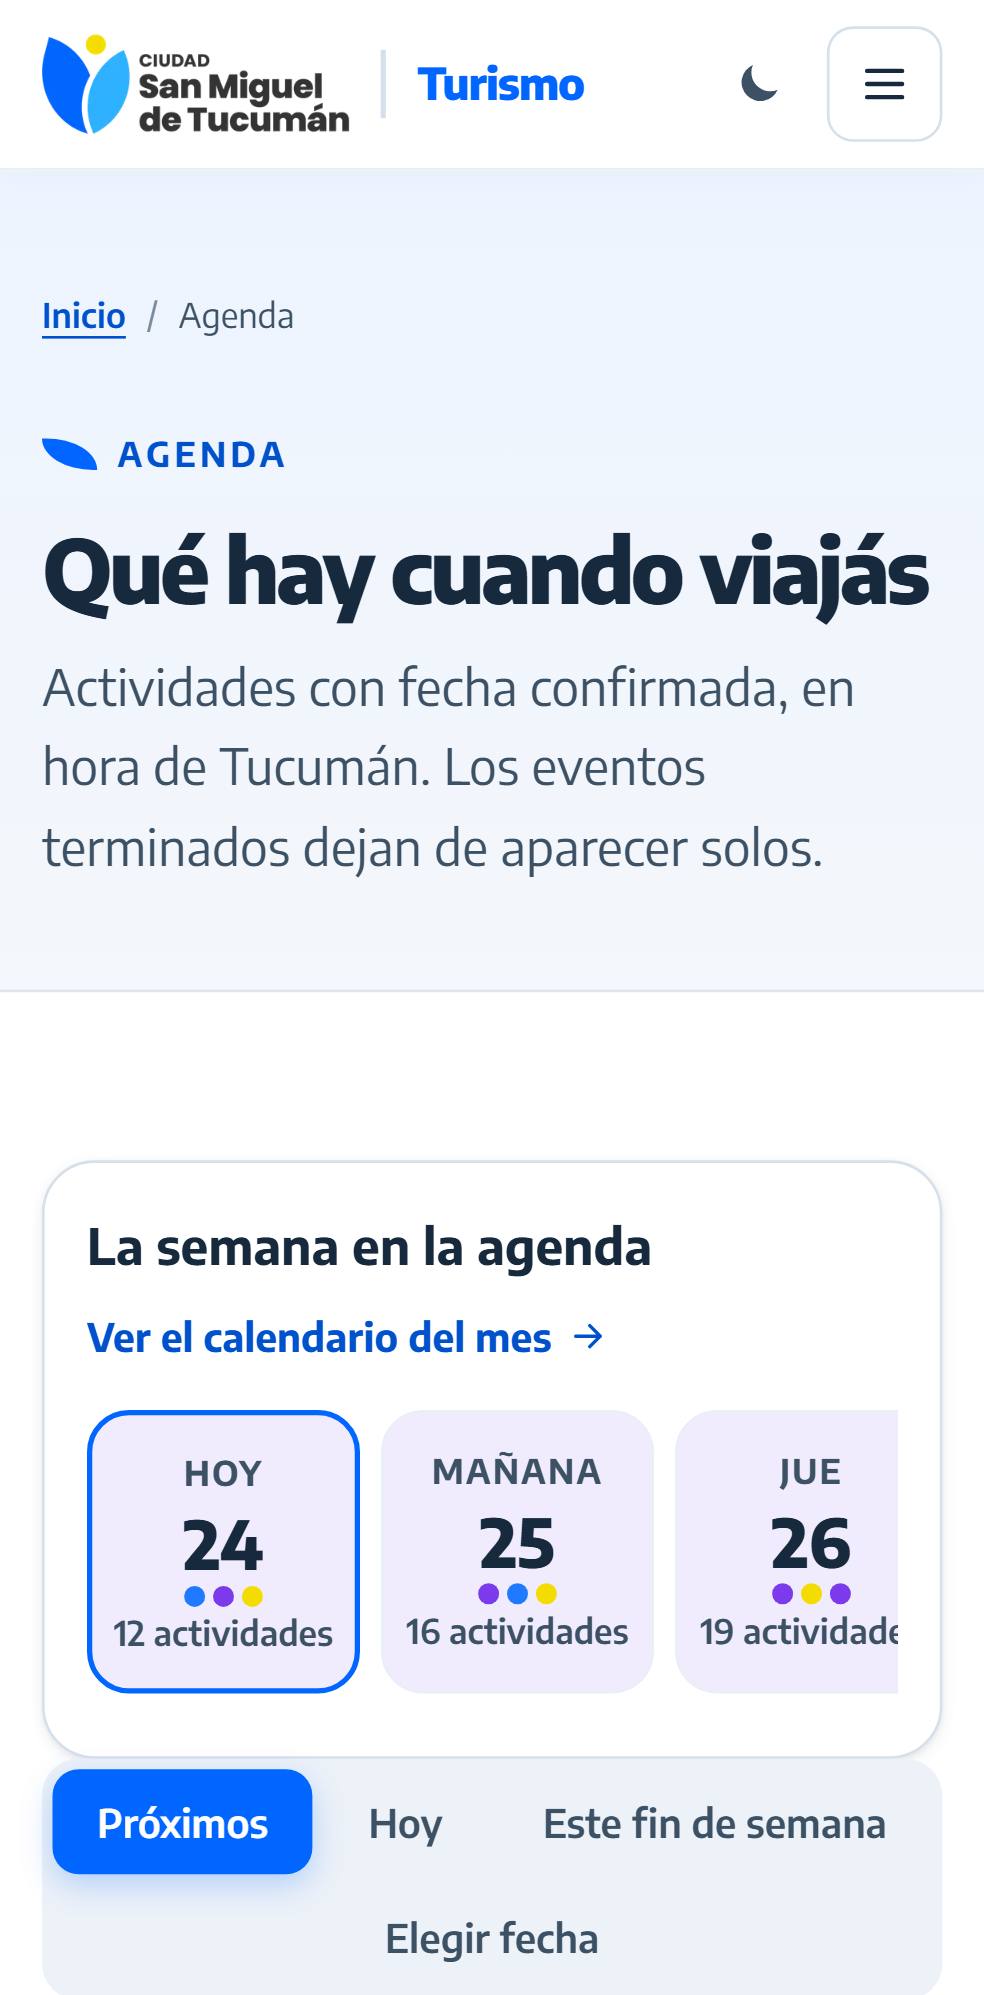 CIUDAD
San Miguel
de Tucumán
Turismo
Inicio / Agenda
AGENDA
Qué hay cuando viajás
Actividades con fecha confirmada, en
hora de Tucumán. Los eventos
terminados dejan de aparecer solos.
La semana en la agenda
Ver el calendario del mes →
HOY
24
12 actividades
MAÑANA
25
16 actividades
JUE
26
19 actividade
Próximos
Hoy
Este fin de semana
Elegir fecha